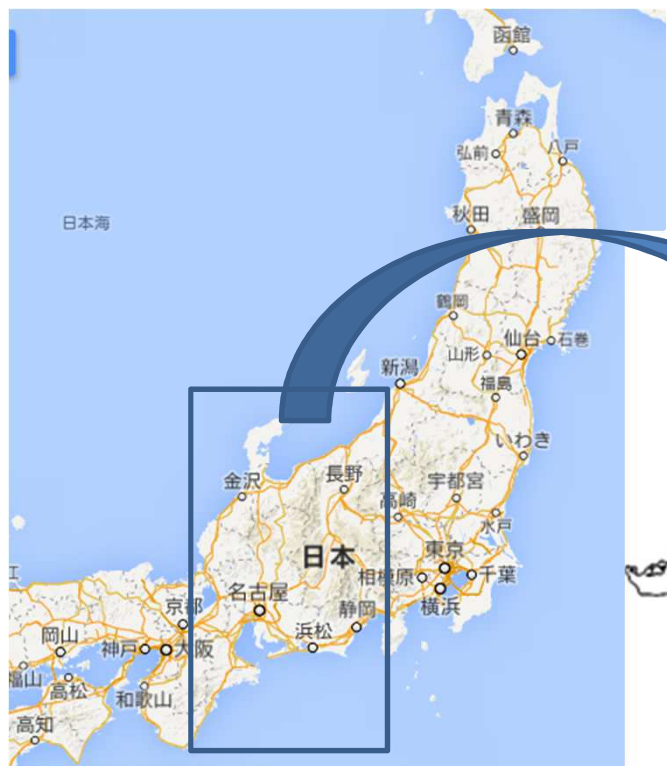 函館
青森
弘前
八戸
日本海
秋田
盛岡
鶴岡
仙台
石巻
山形
新潟
福島
いわき
金沢
長野
宇都宮
高崎
水戸
日本
東京
相模原
千葉
名古屋
横浜
京都
静岡
岡山
神戸
大阪
浜松
福山
高松
和歌山
高知